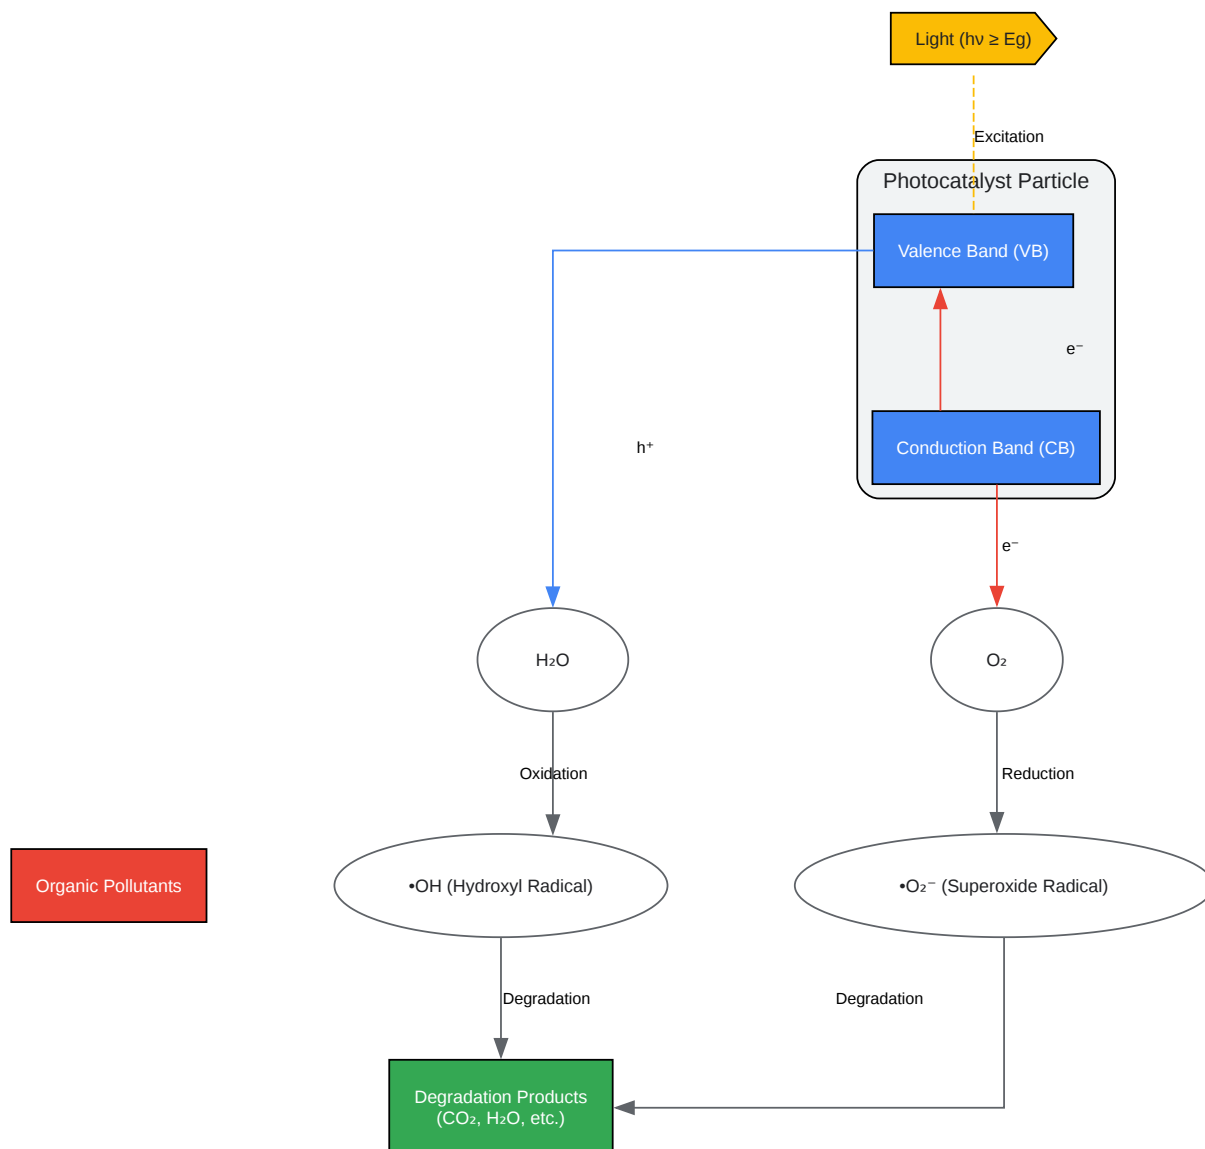 Light (hν ≥ Eg)
Excitation
Photocatalyst Particle
Valence Band (VB)
e⁻
Conduction Band (CB)
h⁺
e⁻
H₂O
O₂
Oxidation
Reduction
Organic Pollutants
•OH (Hydroxyl Radical)
•O₂⁻ (Superoxide Radical)
Degradation
Degradation
Degradation Products
(CO₂, H₂O, etc.)